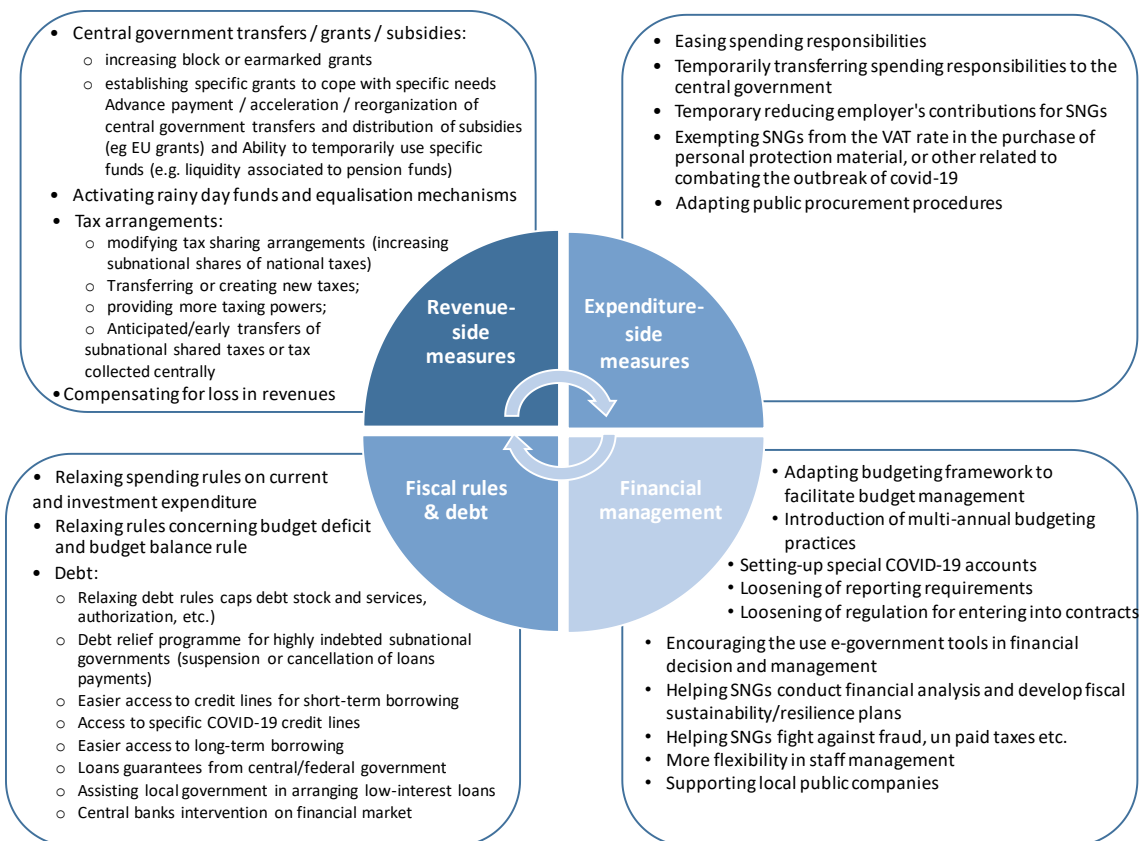 • Central government transfers / grants / subsidies:
o increasing block or earmarked grants
o establishing specific grants to cope with specific needs
Advance payment / acceleration / reorganization of
central government transfers and distribution of subsidies
(eg EU grants) and Ability to temporarily use specific
funds (e.g. liquidity associated to pension funds)
• Activating rainy day funds and equalisation mechanisms
• Tax arrangements:
o modifying tax sharing arrangements (increasing
subnational shares of national taxes)
o Transferring or creating new taxes;
o providing more taxing powers;
o Anticipated/early transfers of
subnational shared taxes or tax
collected centrally
• Compensating for loss in revenues
• Easing spending responsibilities
• Temporarily transferring spending responsibilities to the
central government
• Temporary reducing employer's contributions for SNGs
• Exempting SNGs from the VAT rate in the purchase of
personal protection material, or other related to
combating the outbreak of covid-19
• Adapting public procurement procedures
Revenue-
side
measures
Expenditure-
side
measures
Fiscal rules
& debt
Financial
management
• Relaxing spending rules on current
and investment expenditure
• Relaxing rules concerning budget deficit
and budget balance rule
• Debt:
o Relaxing debt rules caps debt stock and services,
authorization, etc.)
o Debt relief programme for highly indebted subnational
governments (suspension or cancellation of loans
payments)
o Easier access to credit lines for short-term borrowing
o Access to specific COVID-19 credit lines
o Easier access to long-term borrowing
o Loans guarantees from central/federal government
o Assisting local government in arranging low-interest loans
o Central banks intervention on financial market
• Adapting budgeting framework to
facilitate budget management
• Introduction of multi-annual budgeting
practices
• Setting-up special COVID-19 accounts
• Loosening of reporting requirements
• Loosening of regulation for entering into contracts
• Encouraging the use e-government tools in financial
decision and management
• Helping SNGs conduct financial analysis and develop fiscal
sustainability/resilience plans
• Helping SNGs fight against fraud, un paid taxes etc.
• More flexibility in staff management
• Supporting local public companies